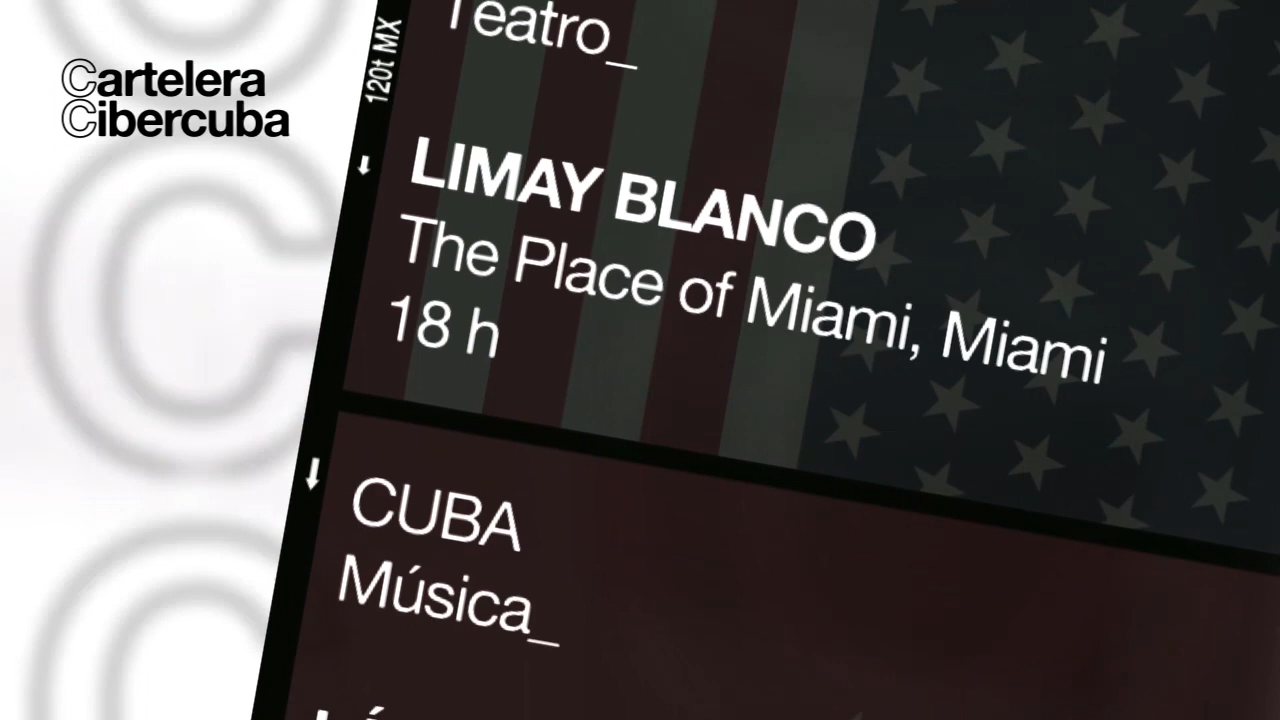 Cartelera
Cibercuba
120t MX
Teatro_
LIMAY BLANCO
The Place of Miami, Miami
18 h
CUBA
Música_